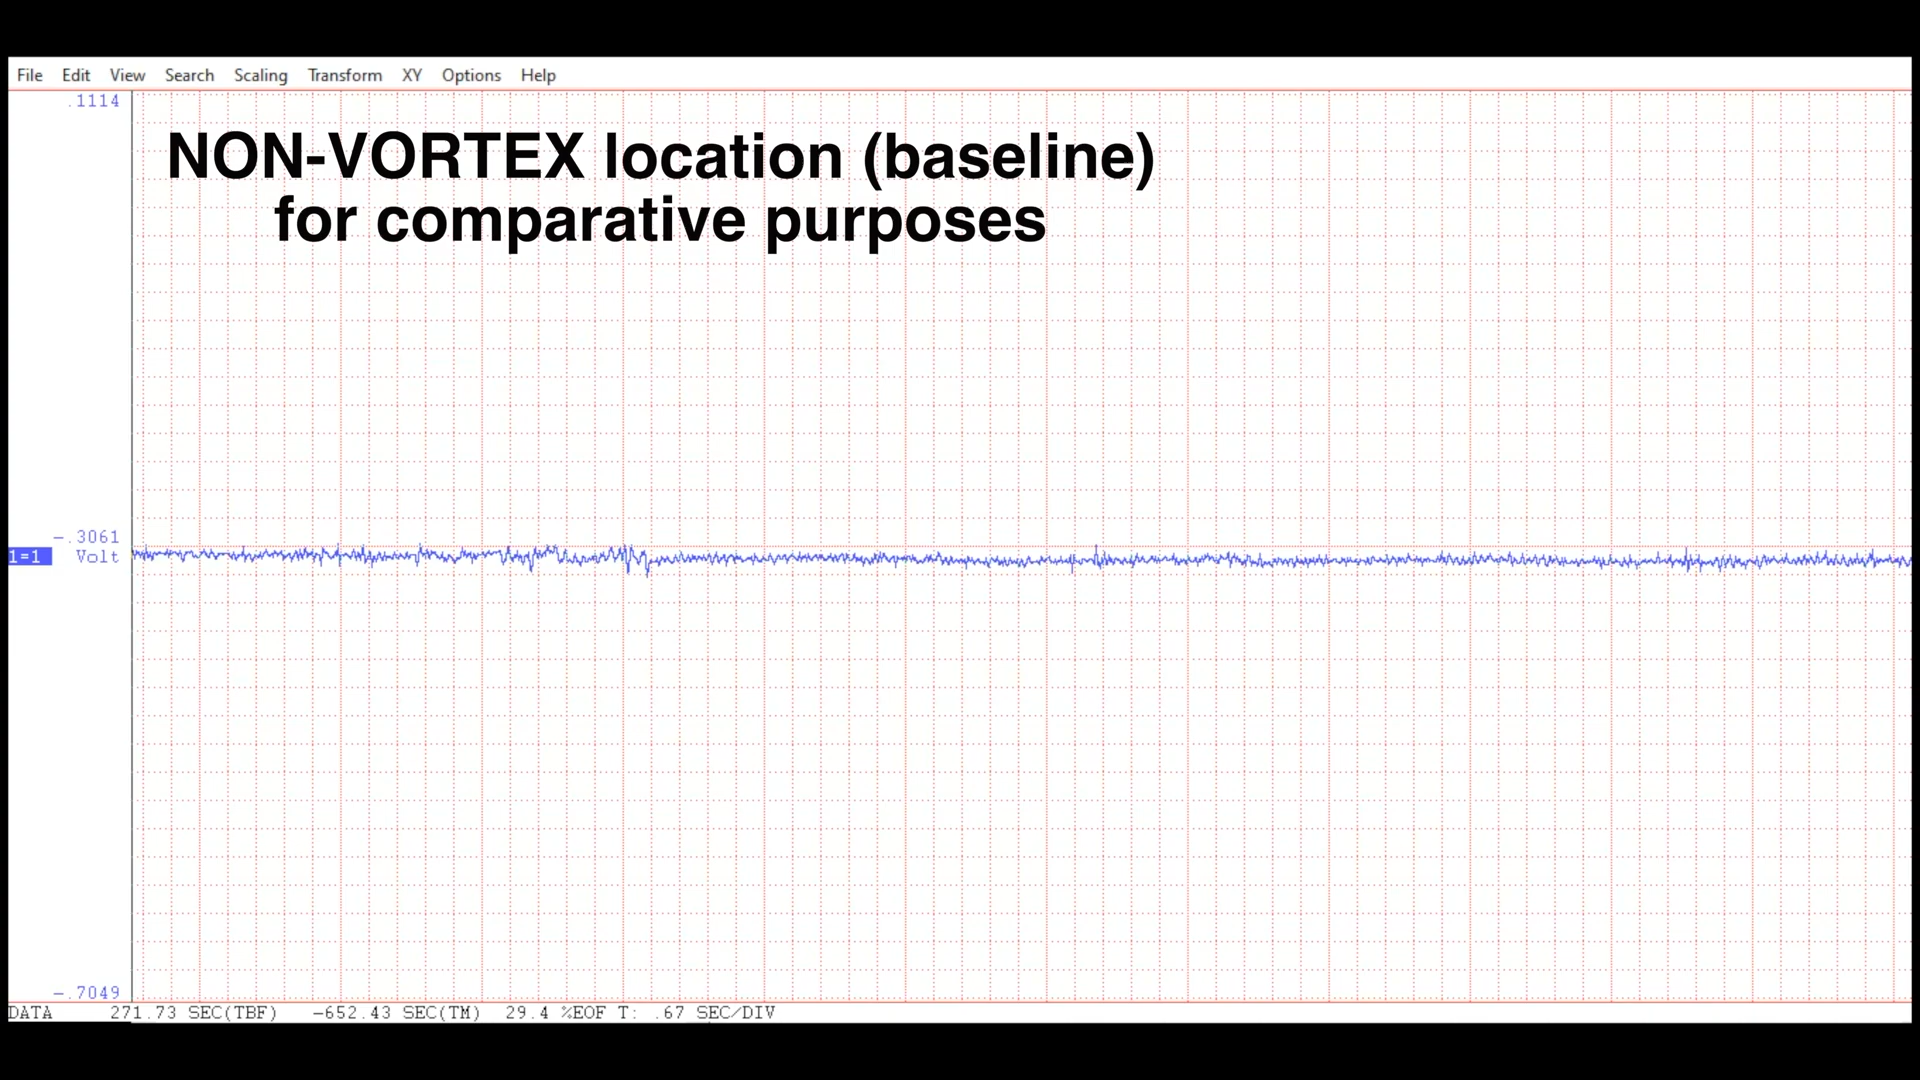 File Edit View Search Scaling Transform XY Options Help
.1114
NON-VORTEX location (baseline)
for comparative purposes
-.3061
1=1 Volt
-.7049
DATA 271.73 SEC(TBF) -652.43 SEC(TM) 29.4 %EOF T: .67 SEC/DIV